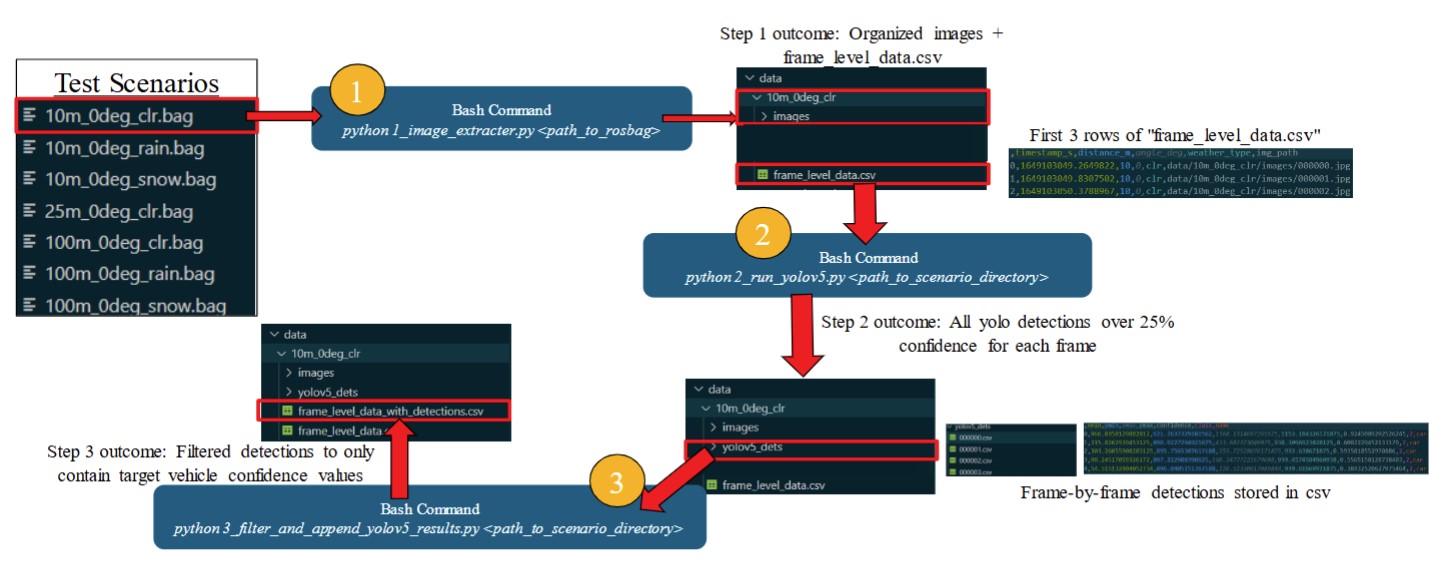 Step 1 outcome: Organized images +
frame_level_data.csv
Test Scenarios
10m_0deg_clr.bag
10m_0deg_rain.bag
10m_0deg_snow.bag
25m_0deg_clr.bag
100m_0deg_clr.bag
100m_0deg_rain.bag
100m_0deg_snow.bag
1
Bash Command
python 1_image_extracter.py <path_to_rosbag>
data
10m_0deg_clr
images
frame_level_data.csv
First 3 rows of "frame_level_data.csv"
,timestamp_s,distance_m,angle_deg,weather_type,img_path
0,1649103049.2649822,10,0,clr,data/10m_0deg_clr/images/000000.jpg
1,1649103049.8307502,10,0,clr,data/10m_0deg_clr/images/000001.jpg
2,1649103050.3788967,10,0,clr,data/10m_0deg_clr/images/000002.jpg
2
Bash Command
python 2_run_yolov5.py <path_to_scenario_directory>
Step 2 outcome: All yolo detections over 25%
confidence for each frame
data
10m_0deg_clr
images
yolov5_dets
frame_level_data.csv
yolov5_dets
000000.csv
000001.csv
000002.csv
000003.csv
Frame-by-frame detections stored in csv
3
Bash Command
python 3_filter_and_append_yolov5_results.py <path_to_scenario_directory>
data
10m_0deg_clr
images
yolov5_dets
frame_level_data_with_detections.csv
Step 3 outcome: Filtered detections to only
contain target vehicle confidence values